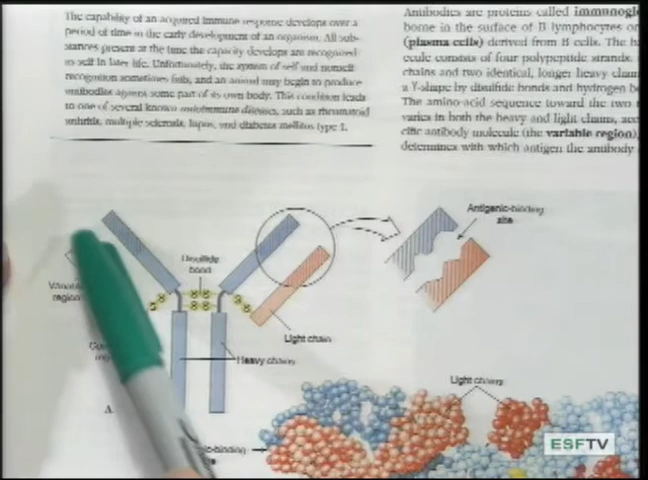 The capability of an acquired immune response develops over a
period of time in the early development of an organism. All sub-
stances present at the time the capacity develops are recognized
as self in later life. Unfortunately, the system of self and nonself
recognition sometimes fails, and an animal may begin to produce
antibodies against some part of its own body. This condition leads
to one of several known autoimmune diseases, such as rheumatoid
arthritis, multiple sclerosis, lupus, and diabetes mellitus type 1.
Antibodies are proteins called immunogl
borne in the surface of B lymphocytes or
(plasma cells) derived from B cells. The b
ecule consists of four polypeptide strands.
chains and two identical, longer heavy chain
a Y-shape by disulfide bonds and hydrogen b
The amino-acid sequence toward the two
varies in both the heavy and light chains, acc
cific antibody molecule (the variable region),
determines with which antigen the antibody
Antigenic-binding
site
Disulfide
bond
region
Light chain
Heavy chains
A
Light chains
-binding
ESFTV